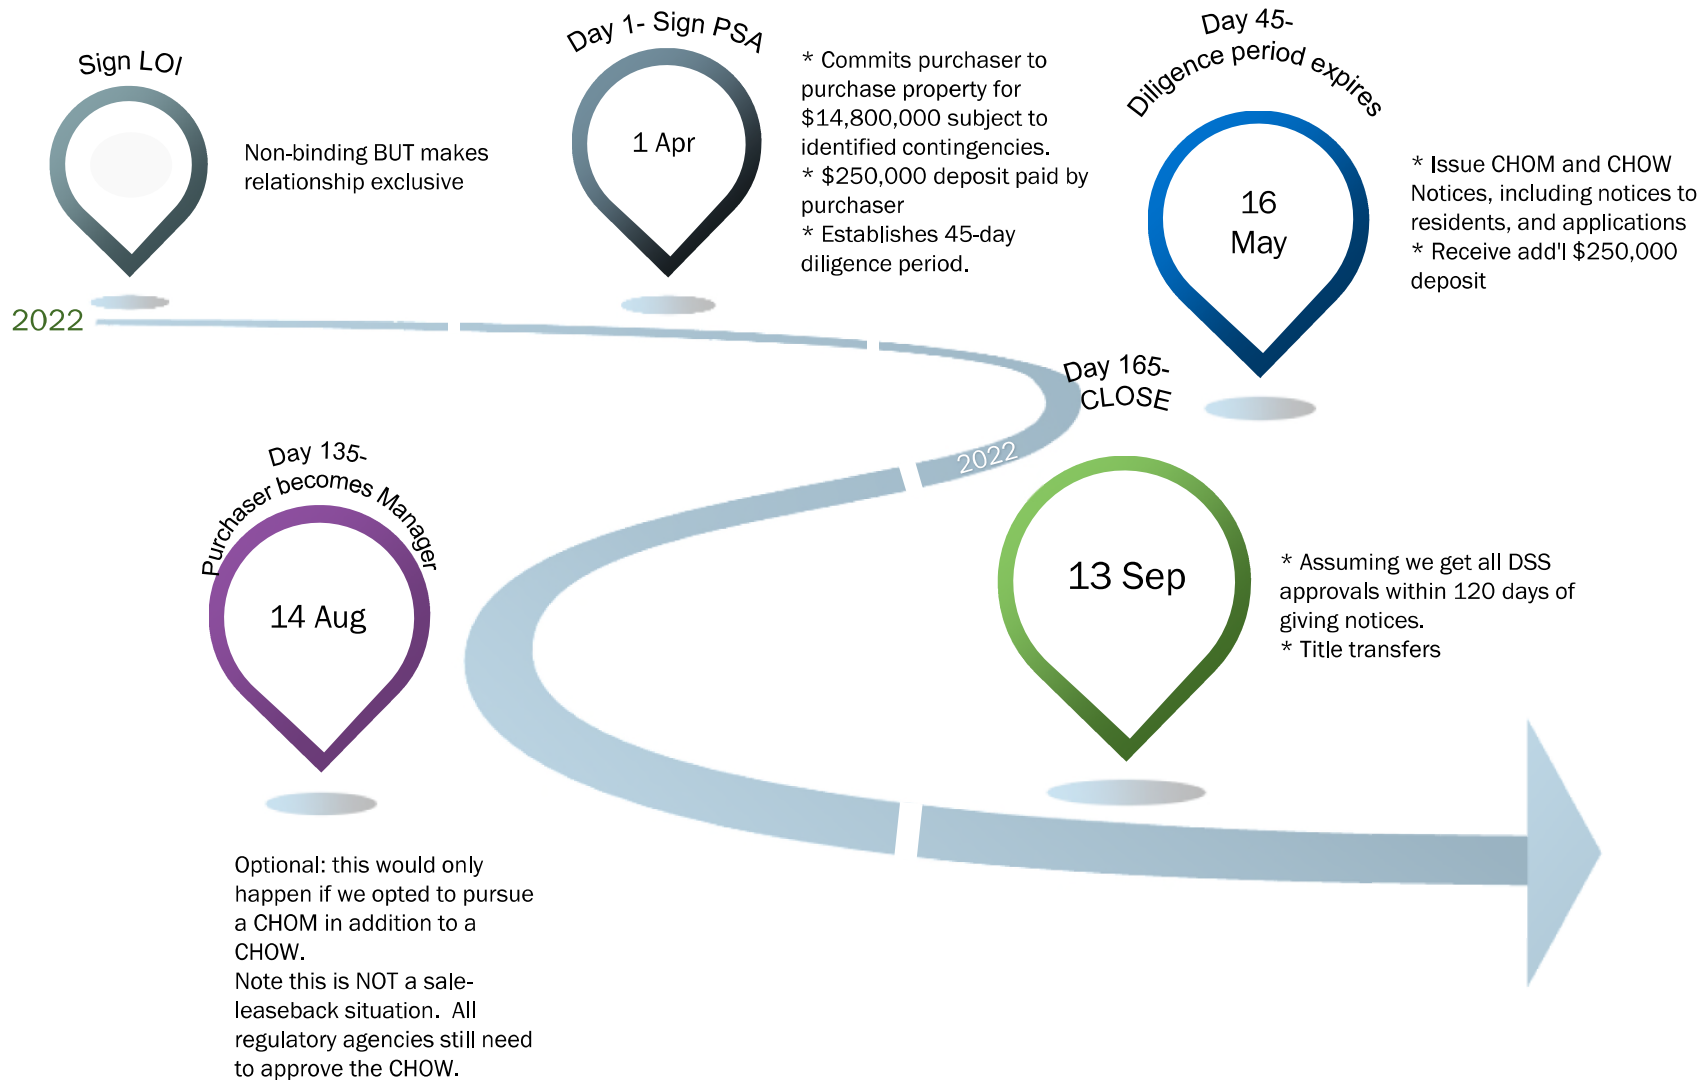 Sign LOI
Non-binding BUT makes
relationship exclusive
Day 1- Sign PSA
1 Apr
* Commits purchaser to
purchase property for
$14,800,000 subject to
identified contingencies.
* $250,000 deposit paid by
purchaser
* Establishes 45-day
diligence period.
Day 45-
Diligence period expires
16
May
* Issue CHOM and CHOW
Notices, including notices to
residents, and applications
* Receive add'l $250,000
deposit
2022
Day 165-
CLOSE
2022
13 Sep
* Assuming we get all DSS
approvals within 120 days of
giving notices.
* Title transfers
Day 135-
Purchaser becomes Manager
14 Aug
Optional: this would only
happen if we opted to pursue
a CHOM in addition to a
CHOW.
Note this is NOT a sale-
leaseback situation.  All
regulatory agencies still need
to approve the CHOW.